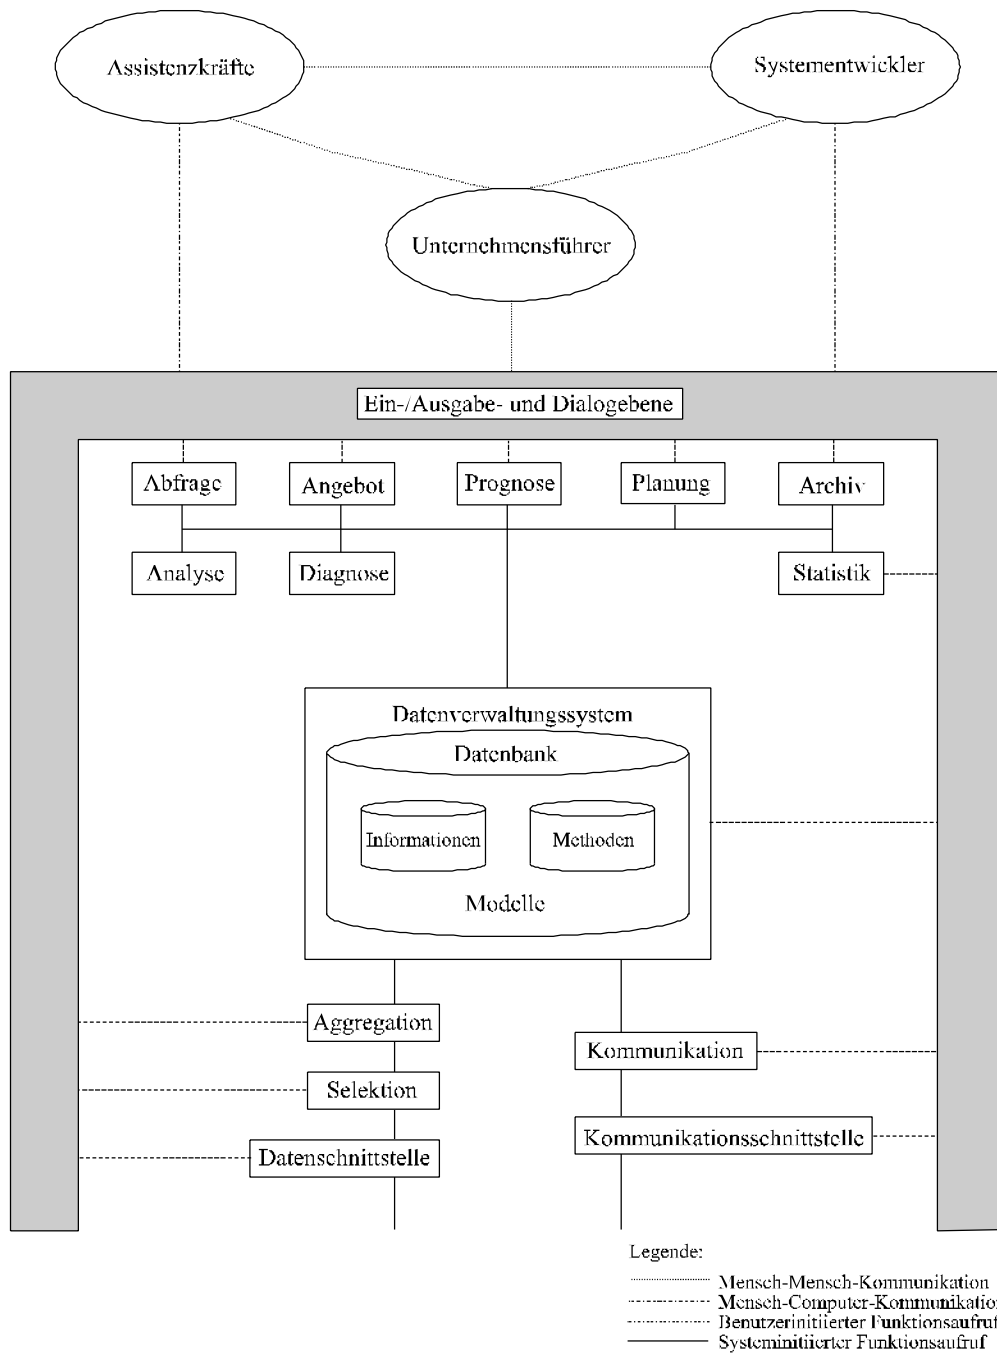 Assistenzkräfte
Systementwickler
Unternehmensführer
Ein-/Ausgabe- und Dialogebene
Abfrage
Angebot
Prognose
Planung
Archiv
Analyse
Diagnose
Statistik
Datenverwaltungssystem
Datenbank
Informationen
Methoden
Modelle
Aggregation
Kommunikation
Selektion
Kommunikationsschnittstelle
Datenschnittstelle
Legende:
Mensch-Mensch-Kommunikation
Mensch-Computer-Kommunikation
Benutzerinitiierter Funktionsaufruf
Systeminitiierter Funktionsaufruf